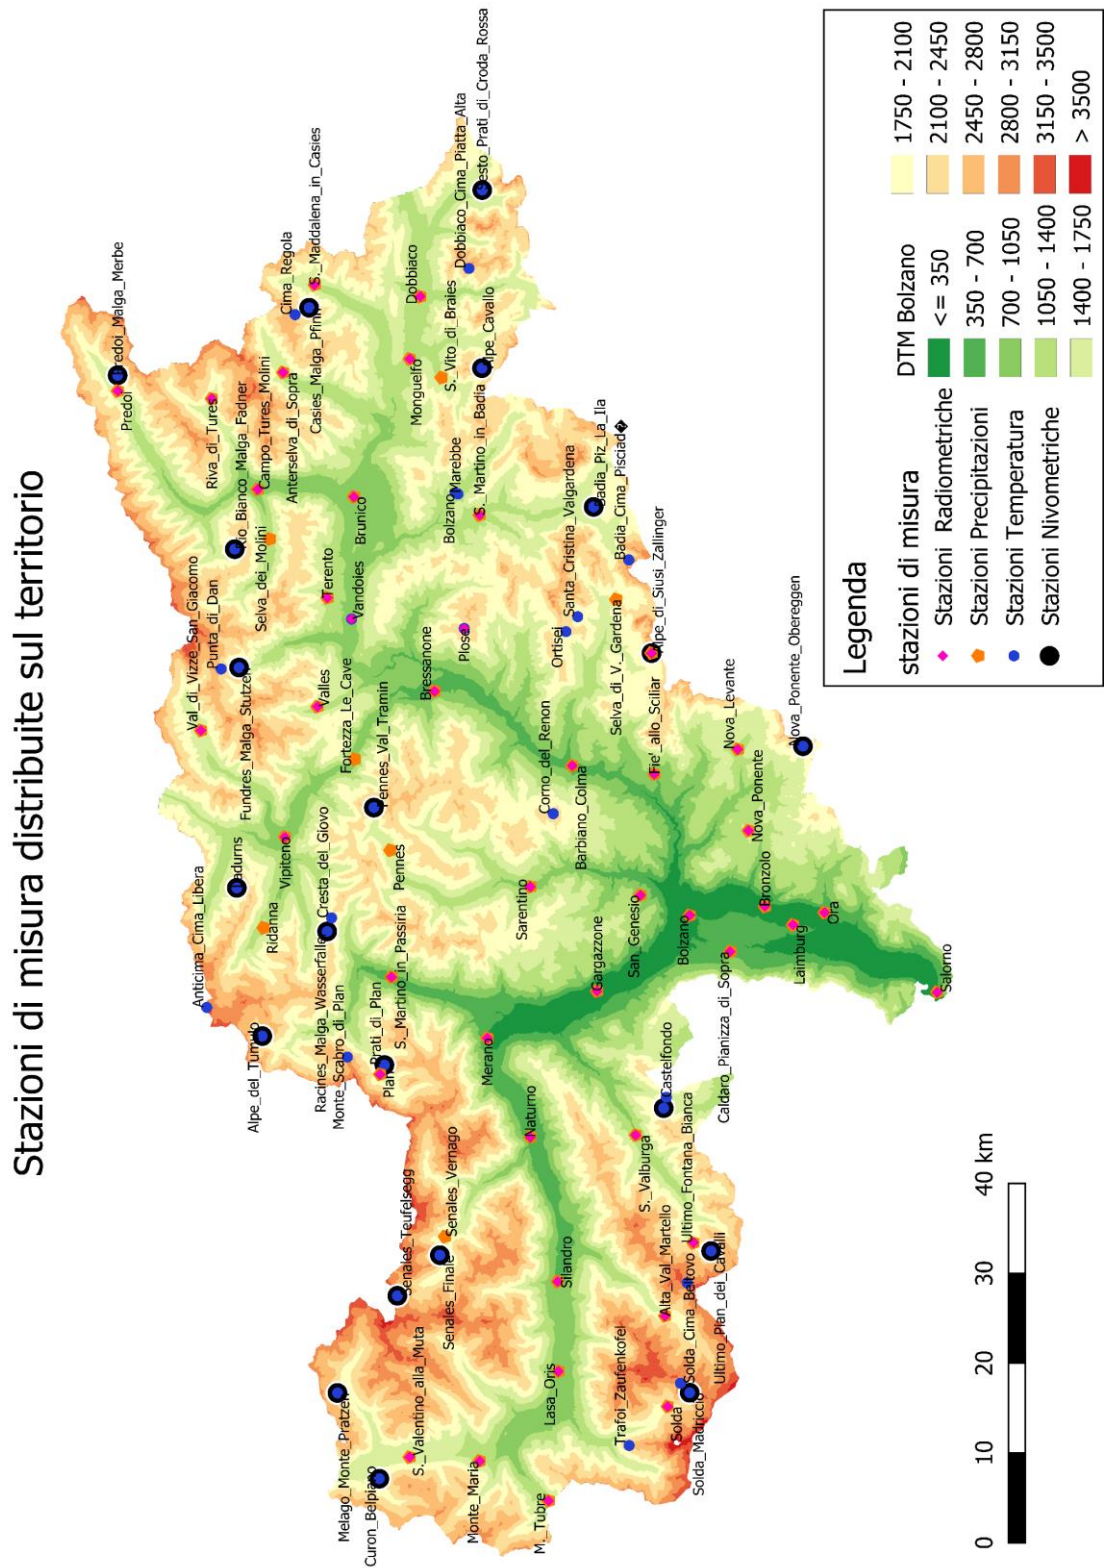 Stazioni di misura distribuite sul territorio
Predoi_Malga_Merbe
Predoi
Riva_di_Tures
Rio_Bianco_Malga_Fadner
Campo_Tures_Molini
Selva_dei_Molini
Anterselva_di_Sopra
Cima_Regola
S._Maddalena_in_Casies
Casies_Malga_Pfinn
Val_di_Vizze_San_Giacomo
Punta_di_Dan
Fundres_Malga_Stutzen
Valles
Terento
Vandoies
Brunico
Monguelfo
Dobbiaco
S._Vito_di_Braies
Dobbiaco_Cima_Piatta_Alta
Sesto_Prati_di_Croda_Rossa
Alpe_Cavallo
Anticima_Cima_Libera
Ladurns
Ridanna
Vipiteno
Cresta_del_Giovo
Racines_Malga_Wasserfaller
Fortezza_Le_Cave
Pennes_Val_Tramin
Pennes
Bressanone
Plose
Bolzano
Marebbe
S._Martino_in_Badia
Alpe_del_Tumulo
Monte_Scabro_di_Plan
Prati_di_Plan
Plan
S._Martino_in_Passiria
Sarentino
Corno_del_Renon
Barbiano_Colma
Ortisei
Santa_Cristina_Valgardena
Selva_di_V._Gardena
Badia_Piz_La_Ila
Badia_Cima_Pisciad�
Alpe_di_Siusi_Zallinger
Senales_Teufelsegg
Senales_Vernago
Senales_Finale
Melago_Monte_Pratzen
Curon_Belpiano
S._Valentino_alla_Muta
Monte_Maria
M._Tubre
Lasa_Oris
Silandro
Naturno
Merano
Gargazzone
San_Genesio
Bolzano
Fie'_allo_Sciliar
Nova_Levante
Nova_Ponente
Nova_Ponente_Obereggen
Bronzolo
Laimburg
Ora
Salorno
Caldaro_Pianizza_di_Sopra
Castelfondo
S._Valburga
Ultimo_Fontana_Bianca
Alta_Val_Martello
Ultimo_Plan_dei_Cavalli
Solda_Cima_Beltovo
Trafoi_Zaufenkofel
Solda
Solda_Madriccio
0 10 20 30 40 km
Legenda
stazioni di misura
Stazioni Radiometriche
Stazioni Precipitazioni
Stazioni Temperatura
Stazioni Nivometriche
DTM Bolzano
<= 350
350 - 700
700 - 1050
1050 - 1400
1400 - 1750
1750 - 2100
2100 - 2450
2450 - 2800
2800 - 3150
3150 - 3500
> 3500